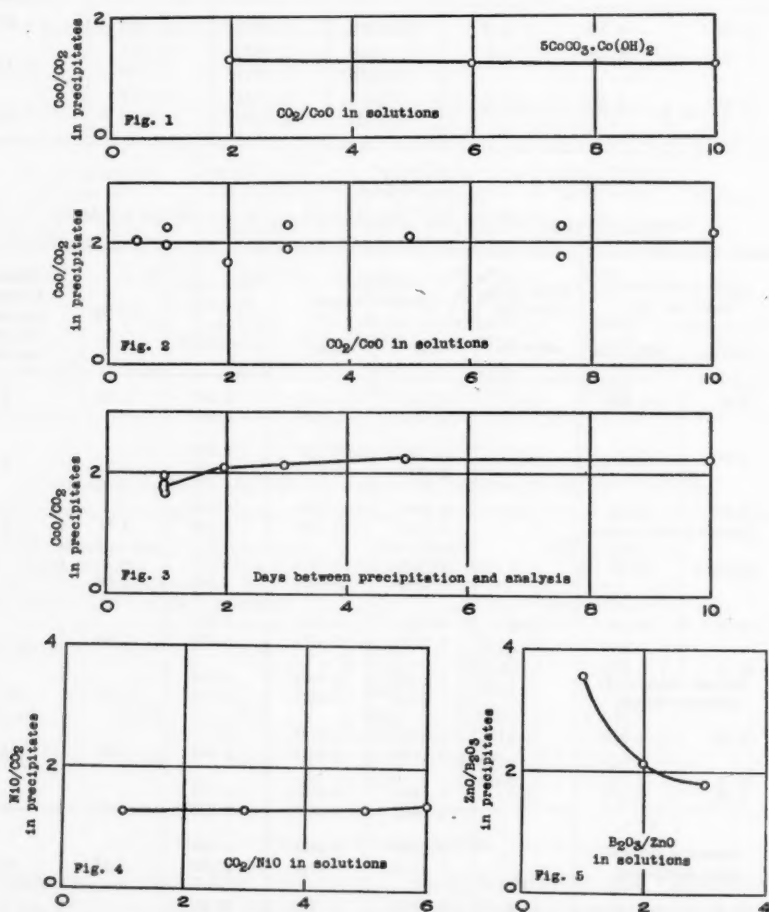 2
CoO/CO2
in precipitates
5CoCO3.Co(OH)2
Fig. 1
CO2/CoO in solutions
0
0 2 4 6 8 10
CoO/CO2
in precipitates
2
Fig. 2
CO2/CoO in solutions
0
0 2 4 6 8 10
CoO/CO2
in precipitates
2
Fig. 3
Days between precipitation and analysis
0
0 2 4 6 8 10
4
NiO/CO2
in precipitates
2
Fig. 4
CO2/NiO in solutions
0
0 2 4 6
4
ZnO/B2O3
in precipitates
2
B2O3/ZnO
in solutions
Fig. 5
0
0 2 4